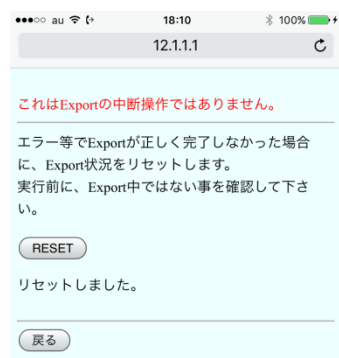 au 18:10 100%
12.1.1.1
これはExportの中断操作ではありません。
エラー等でExportが正しく完了しなかった場合
に、Export状況をリセットします。
実行前に、Export中ではない事を確認して下さ
い。
RESET
リセットしました。
戻る